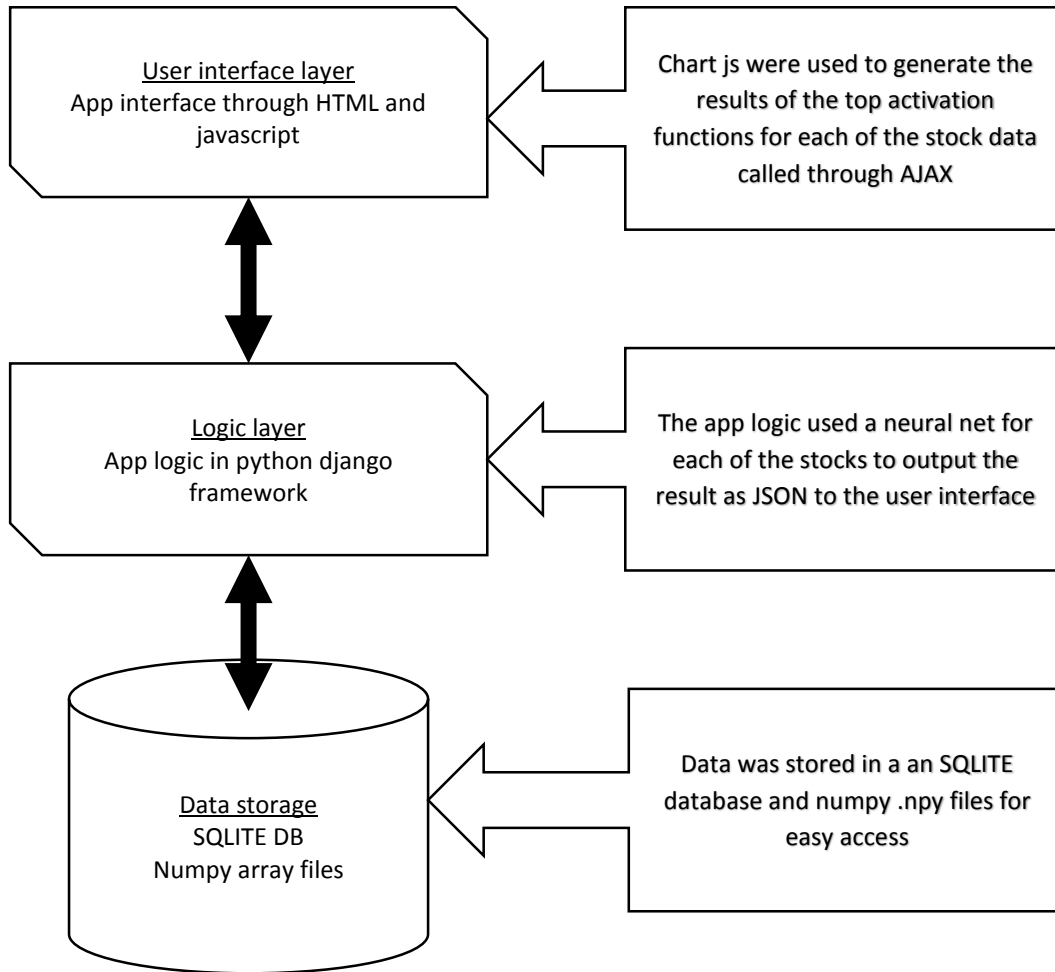 User interface layer
App interface through HTML and
javascript
Chart js were used to generate the
results of the top activation
functions for each of the stock data
called through AJAX
Logic layer
App logic in python django
framework
The app logic used a neural net for
each of the stocks to output the
result as JSON to the user interface
Data storage
SQLITE DB
Numpy array files
Data was stored in a an SQLITE
database and numpy .npy files for
easy access